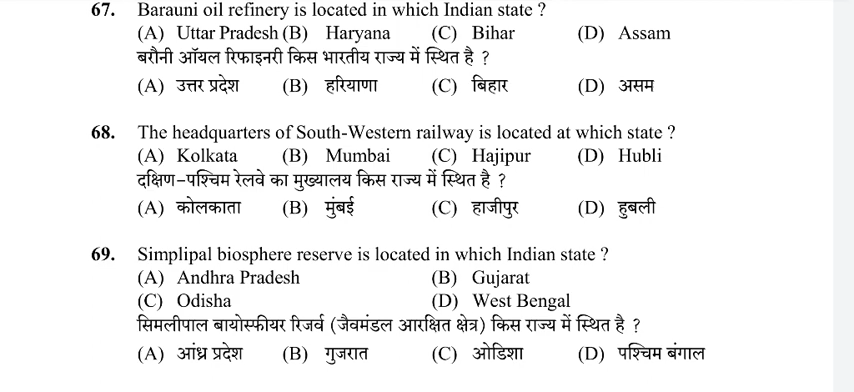 67. Barauni oil refinery is located in which Indian state ?
(A) Uttar Pradesh (B) Haryana (C) Bihar (D) Assam
बरौनी ऑयल रिफाइनरी किस भारतीय राज्य में स्थित है ?
(A) उत्तर प्रदेश (B) हरियाणा (C) बिहार (D) असम
68. The headquarters of South-Western railway is located at which state ?
(A) Kolkata (B) Mumbai (C) Hajipur (D) Hubli
दक्षिण-पश्चिम रेलवे का मुख्यालय किस राज्य में स्थित है ?
(A) कोलकाता (B) मुंबई (C) हाजीपुर (D) हुबली
69. Simplipal biosphere reserve is located in which Indian state ?
(A) Andhra Pradesh (B) Gujarat
(C) Odisha (D) West Bengal
सिमलीपाल बायोस्फीयर रिजर्व (जैवमंडल आरक्षित क्षेत्र) किस राज्य में स्थित है ?
(A) आंध्र प्रदेश (B) गुजरात (C) ओडिशा (D) पश्चिम बंगाल